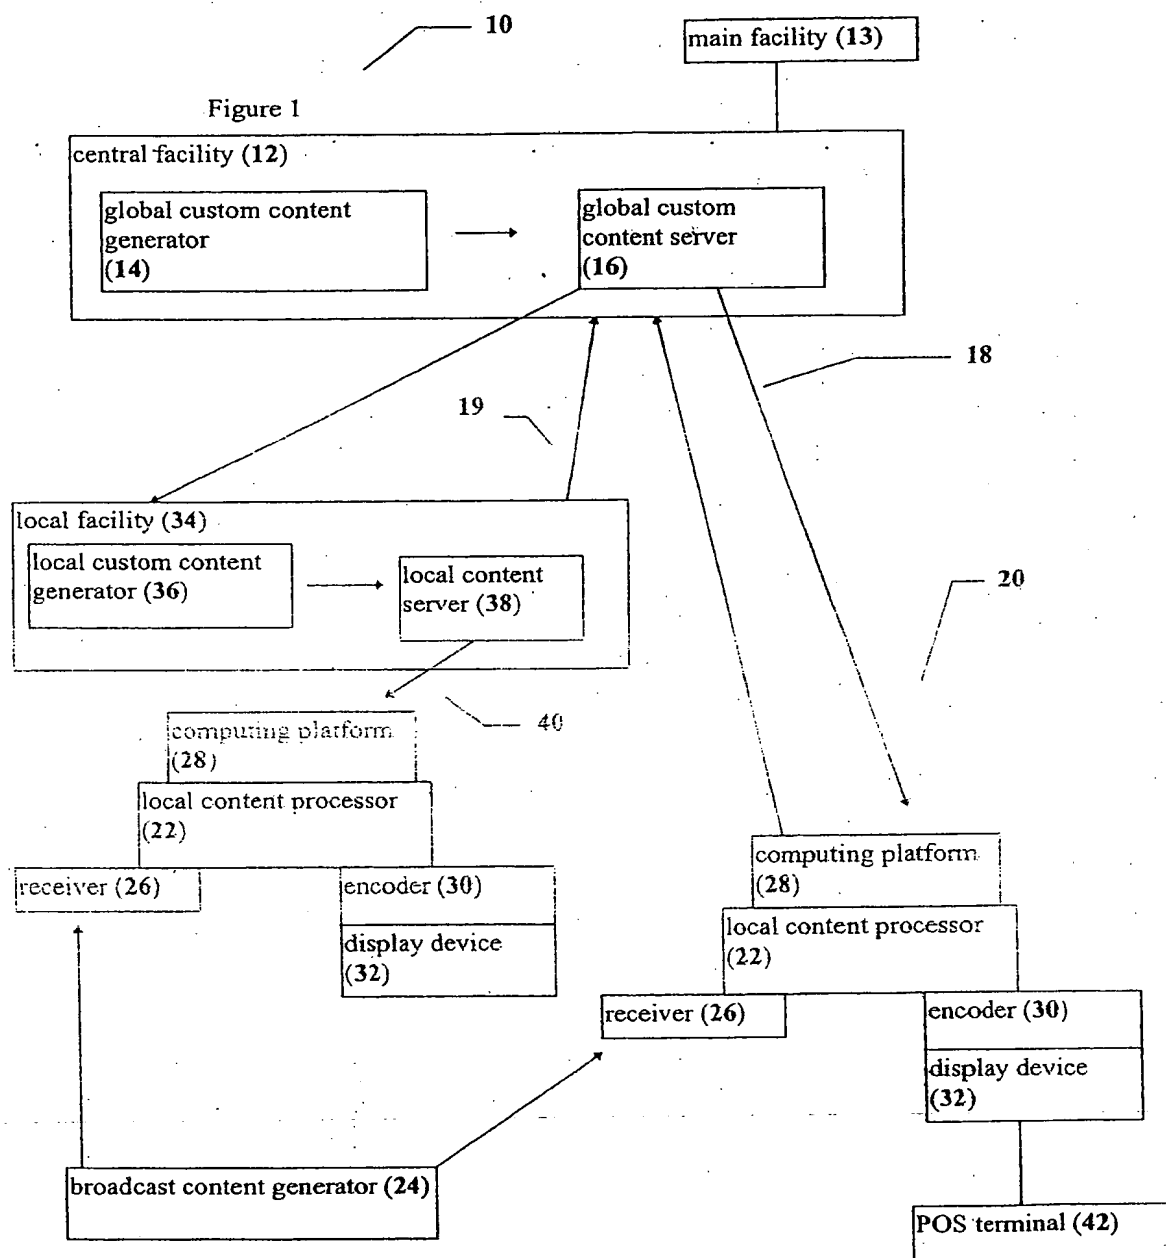 10
main facility (13)
Figure 1
central facility (12)
global custom content
generator
(14)
global custom
content server
(16)
18
19
local facility (34)
local custom content
generator (36)
local content
server (38)
20
40
computing platform
(28)
local content processor
(22)
receiver (26)
encoder (30)
display device
(32)
computing platform
(28)
local content processor
(22)
receiver (26)
encoder (30)
display device
(32)
broadcast content generator (24)
POS terminal (42)